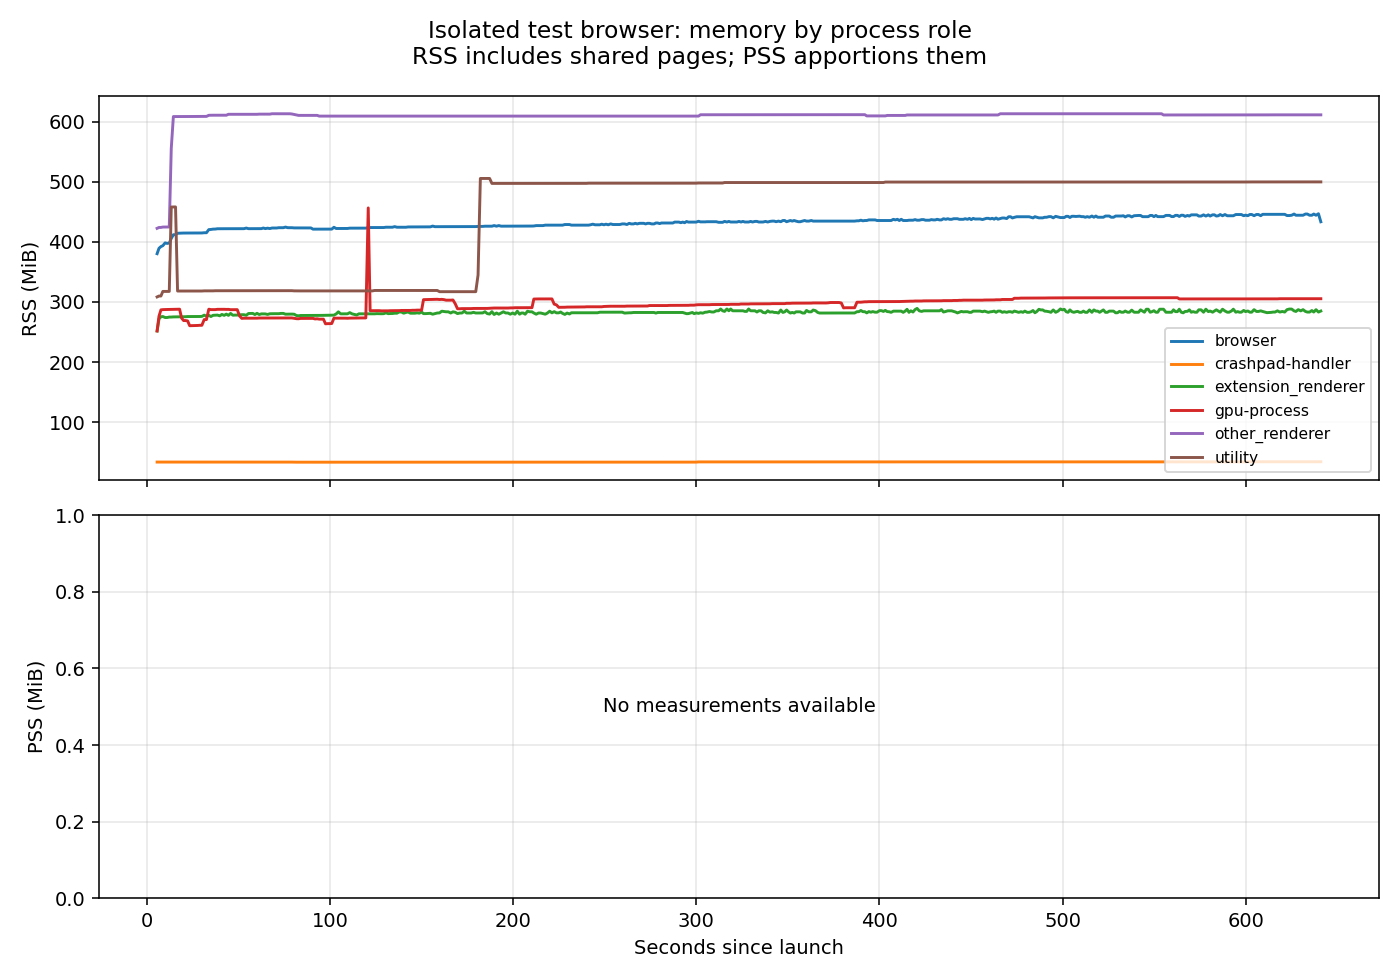 Isolated test browser: memory by process role
RSS includes shared pages; PSS apportions them
RSS (MiB)
600
500
400
300
200
100
browser
crashpad-handler
extension_renderer
gpu-process
other_renderer
utility
PSS (MiB)
1.0
0.8
0.6
0.4
0.2
0.0
No measurements available
0 100 200 300 400 500 600
Seconds since launch